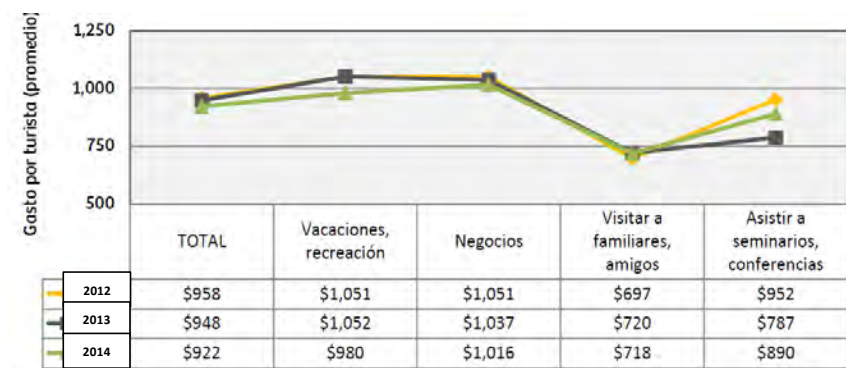 Gasto por turista (promedio)
1,250
1,000
750
500
TOTAL
Vacaciones,
recreación
Negocios
Visitar a
familiares,
amigos
Asistir a
seminarios,
conferencias
2012 $958 $1,051 $1,051 $697 $952
2013 $948 $1,052 $1,037 $720 $787
2014 $922 $980 $1,016 $718 $890